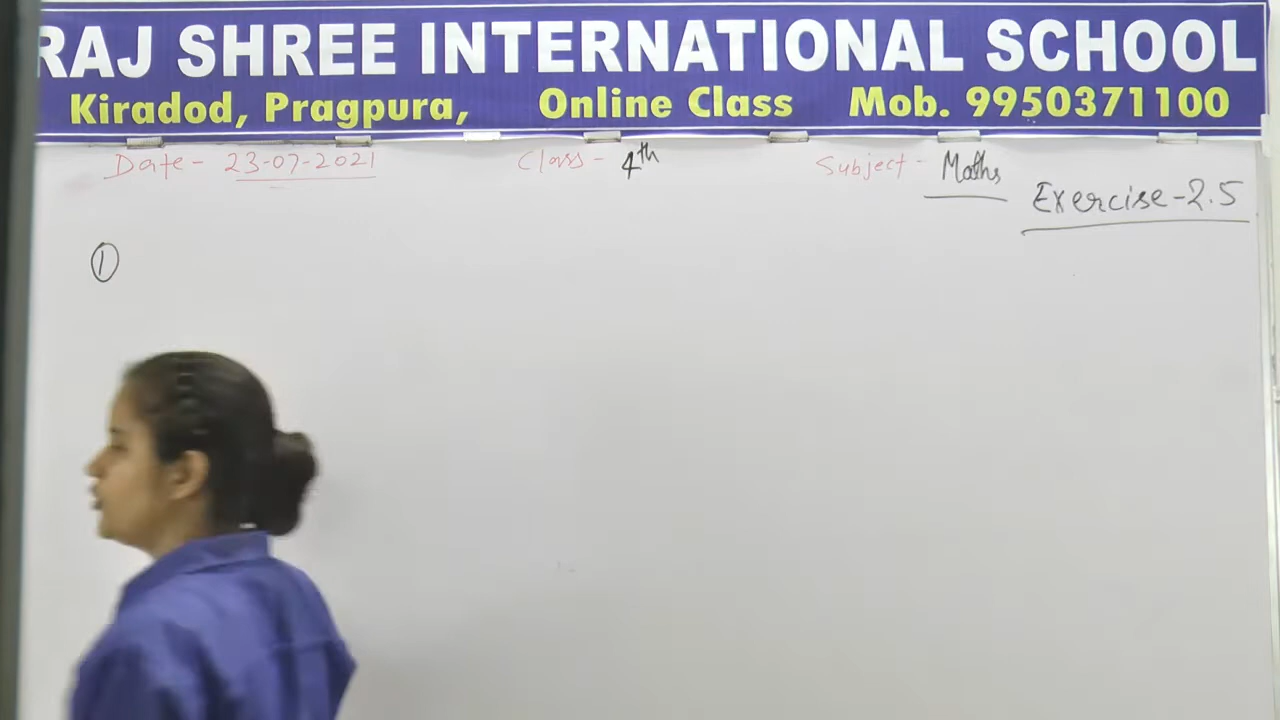 RAJ SHREE INTERNATIONAL SCHOOL
Kiradod, Pragpura, Online Class Mob. 9950371100
Date - 23-07-2021 Class - 4th Subject - Maths
Exercise - 2.5
①